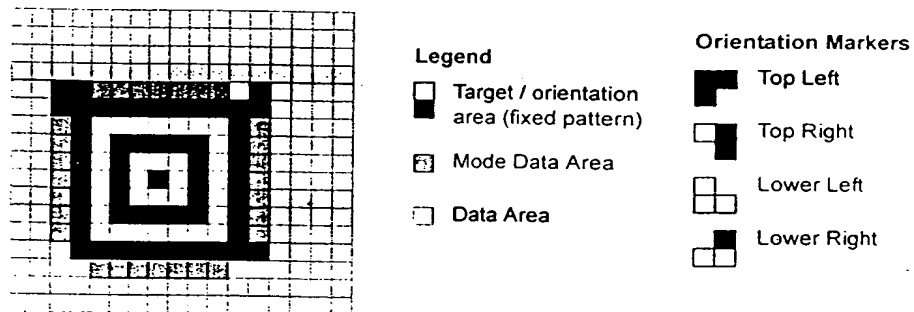 Legend
Target / orientation
area (fixed pattern)
Mode Data Area
Data Area
Orientation Markers
Top Left
Top Right
Lower Left
Lower Right